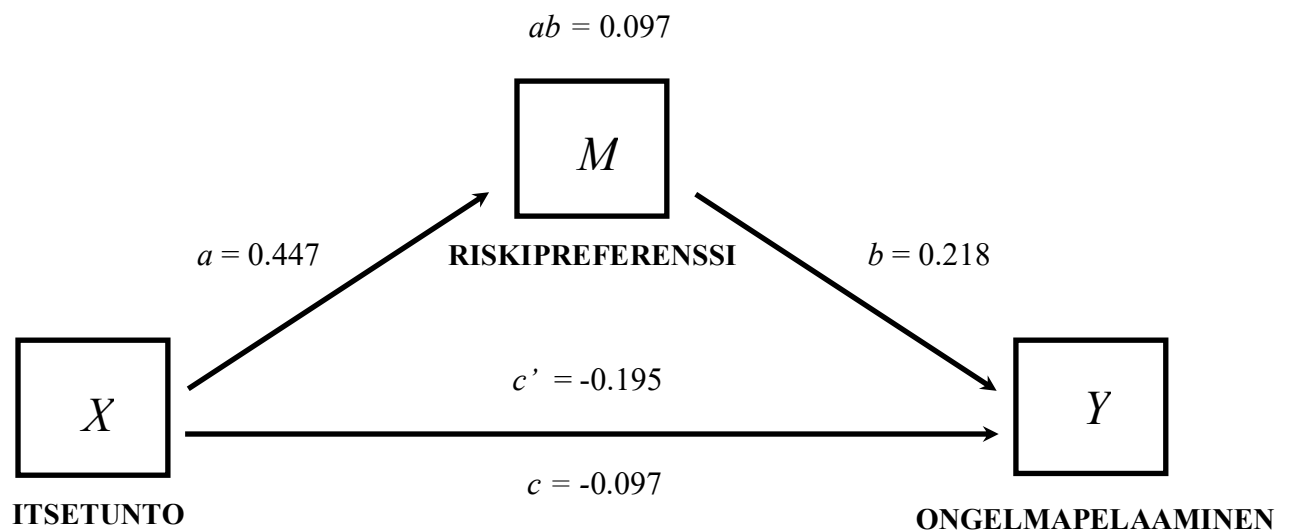 ab = 0.097
M
a = 0.447
RISKIPREFERENSSI
b = 0.218
X
c’ = -0.195
Y
c = -0.097
ITSETUNTO
ONGELMAPELAAMINEN